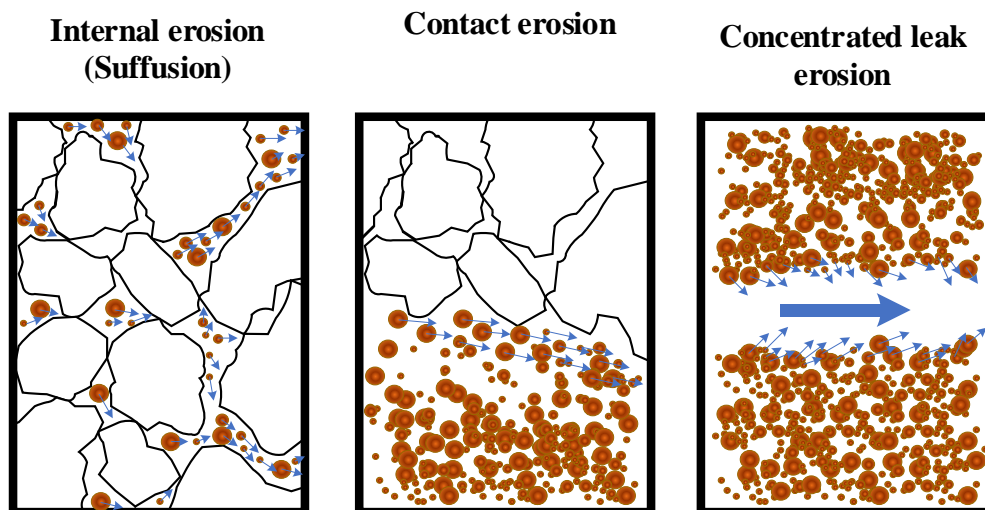 Internal erosion
(Suffusion)
Contact erosion
Concentrated leak
erosion